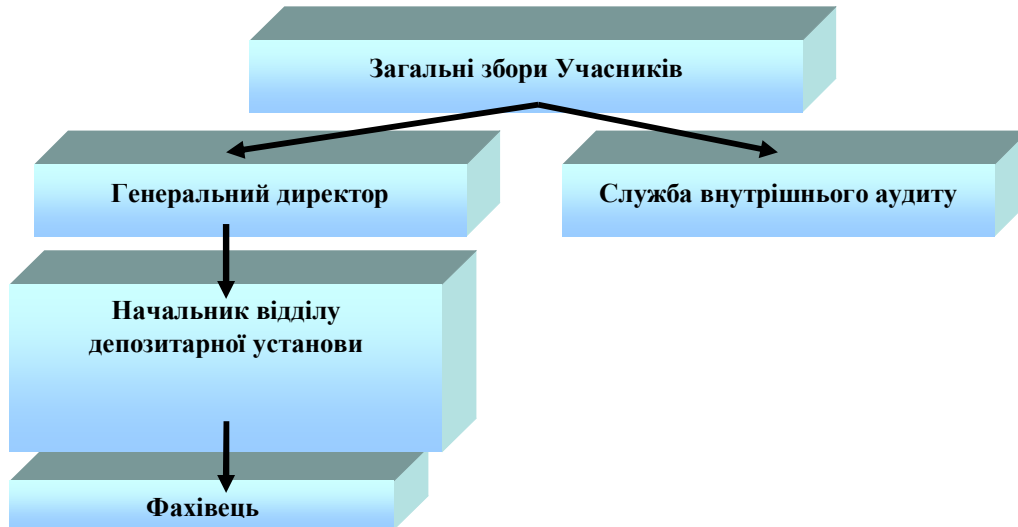 Загальні збори Учасників
Генеральний директор
Служба внутрішнього аудиту
Начальник відділу
депозитарної установи
Фахівець